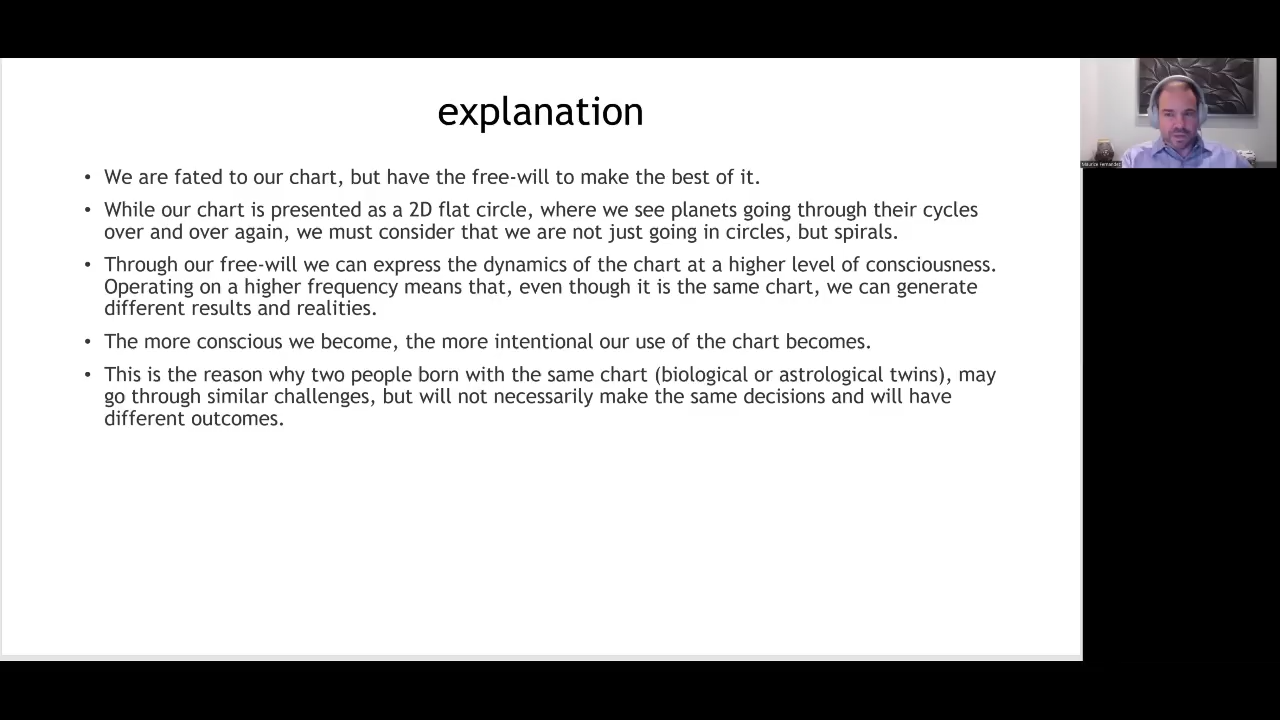 explanation
• We are fated to our chart, but have the free-will to make the best of it.
• While our chart is presented as a 2D flat circle, where we see planets going through their cycles
over and over again, we must consider that we are not just going in circles, but spirals.
• Through our free-will we can express the dynamics of the chart at a higher level of consciousness.
Operating on a higher frequency means that, even though it is the same chart, we can generate
different results and realities.
• The more conscious we become, the more intentional our use of the chart becomes.
• This is the reason why two people born with the same chart (biological or astrological twins), may
go through similar challenges, but will not necessarily make the same decisions and will have
different outcomes.
Maurice Fernandez